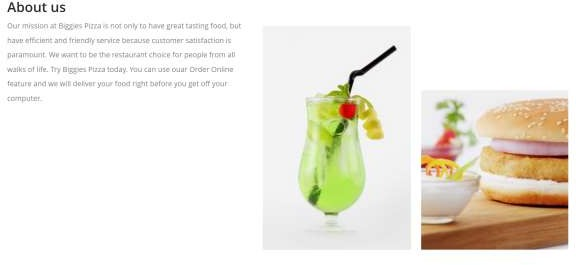 About us
Our mission at Biggies Pizza is not only to have great tasting food, but
have efficient and friendly service because customer satisfaction is
paramount. We want to be the restaurant choice for people from all
walks of life. Try Biggies Pizza today. You can use ouar Order Online
feature and we will deliver your food right before you get off your
computer.